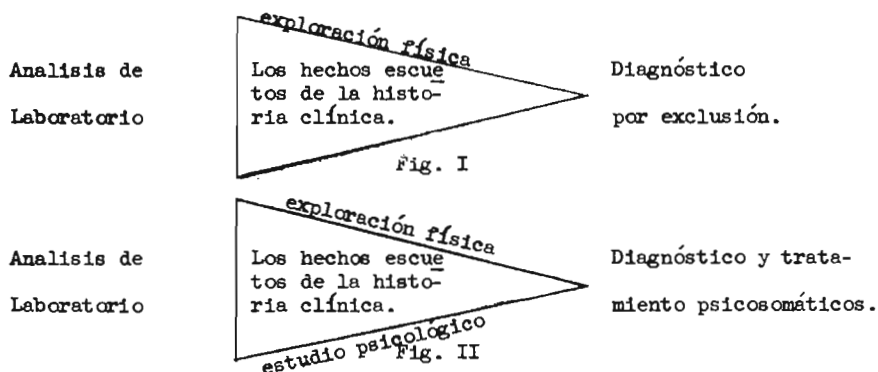 exploración física
Analisis de
Laboratorio
Los hechos escue
tos de la histo-
ria clínica.
Diagnóstico
por exclusión.
Fig. I
exploración física
Analisis de
Laboratorio
Los hechos escue
tos de la histo-
ria clínica.
Diagnóstico y trata-
miento psicosomáticos.
estudio psicológico
Fig. II